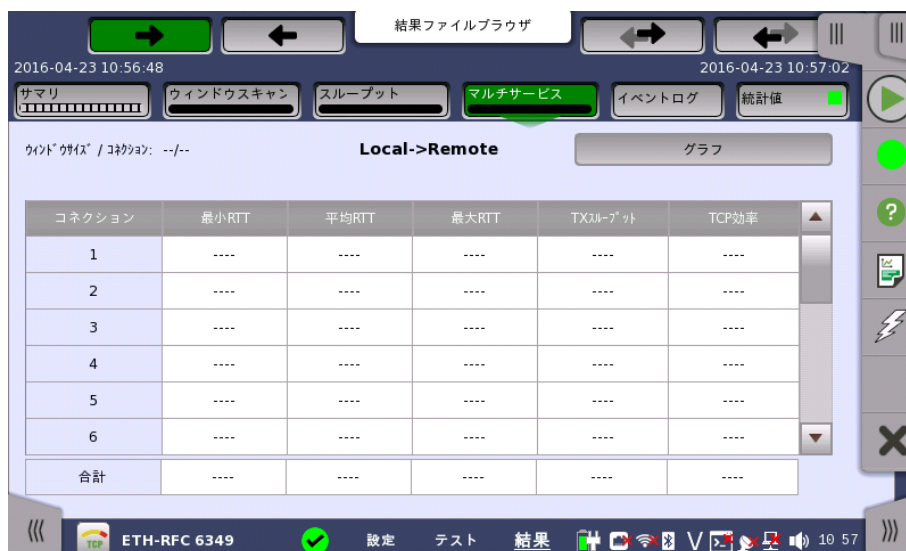 結果ファイルブラウザ
2016-04-23 10:56:48
2016-04-23 10:57:02
サマリ
ウィンドウスキャン
スループット
マルチサービス
イベントログ
統計値
ｳｨﾝﾄﾞｳｻｲｽﾞ / ｺﾈｸｼｮﾝ: --/--
Local->Remote
グラフ
コネクション 最小RTT 平均RTT 最大RTT TXｽﾙｰﾌﾟｯﾄ TCP効率
1 ---- ---- ---- ---- ----
2 ---- ---- ---- ---- ----
3 ---- ---- ---- ---- ----
4 ---- ---- ---- ---- ----
5 ---- ---- ---- ---- ----
6 ---- ---- ---- ---- ----
合計 ---- ---- ---- ---- ----
TCP
ETH-RFC 6349
設定
テスト
結果
V
10 57